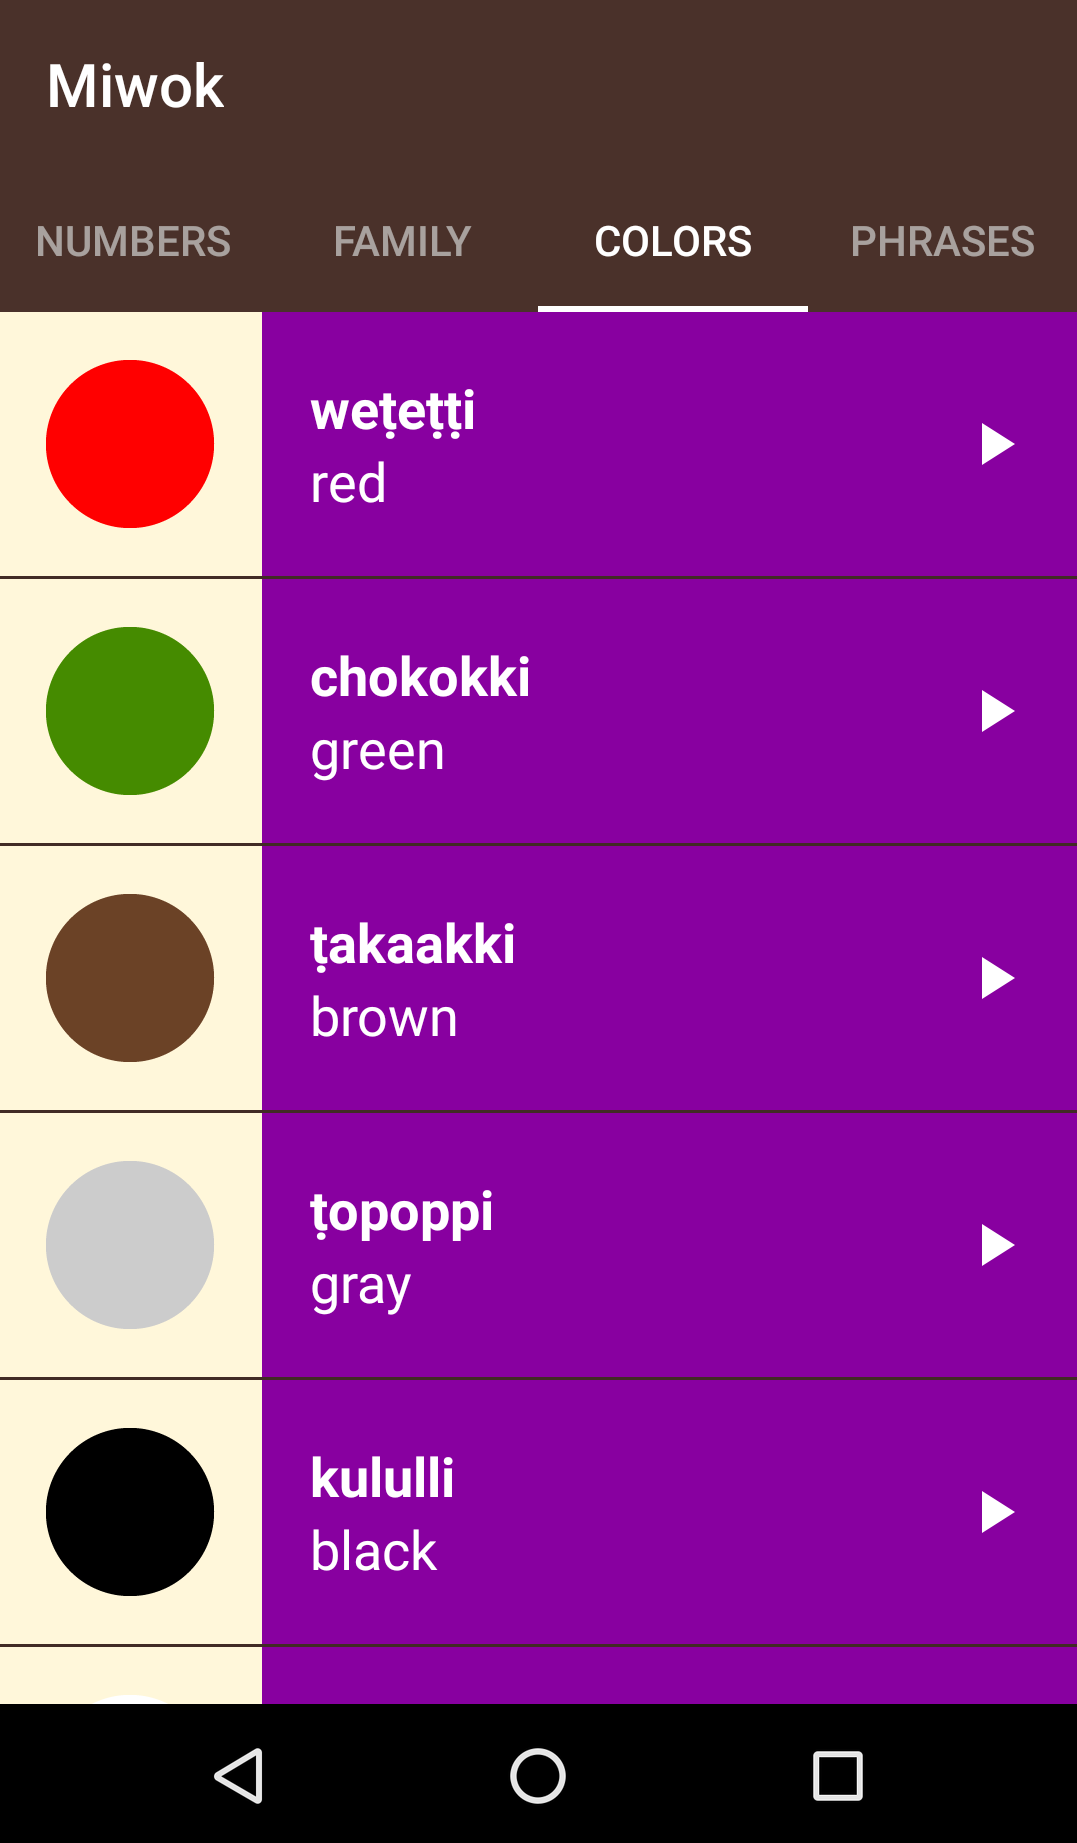 Miwok
NUMBERS FAMILY COLORS PHRASES
weṭeṭṭi
red
chokokki
green
ṭakaakki
brown
ṭopoppi
gray
kululli
black